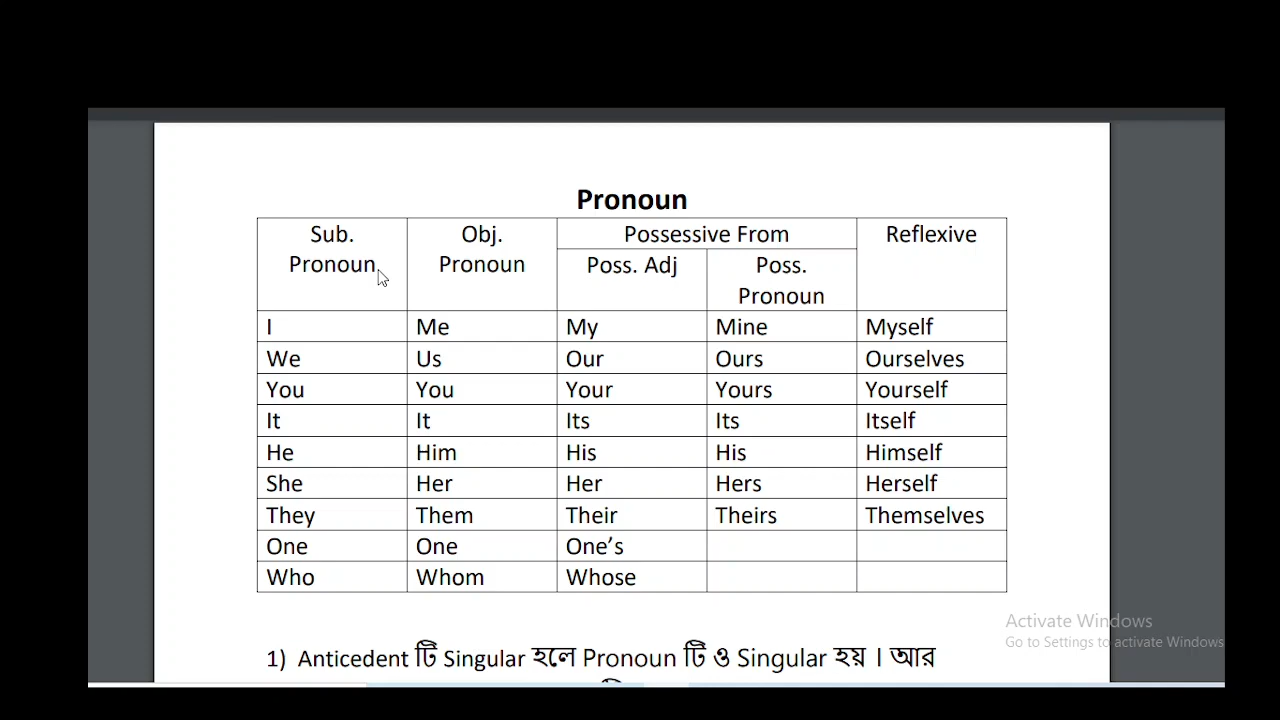 Pronoun
Sub. Pronoun Obj. Pronoun Possessive From Reflexive
Poss. Adj Poss. Pronoun
I Me My Mine Myself
We Us Our Ours Ourselves
You You Your Yours Yourself
It It Its Its Itself
He Him His His Himself
She Her Her Hers Herself
They Them Their Theirs Themselves
One One One's
Who Whom Whose
1) Anticedent টি Singular হলে Pronoun টি ও Singular হয় । আর
Activate Windows
Go to Settings to activate Windows